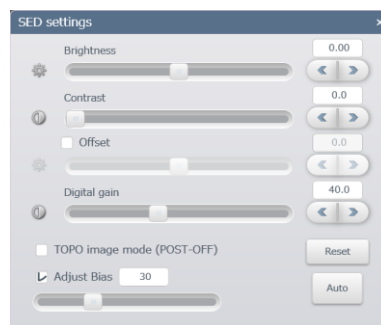 SED settings ×
Brightness 0.00
Contrast 0.0
Offset 0.0
Digital gain 40.0
TOPO image mode (POST-OFF) Reset
Adjust Bias 30 Auto